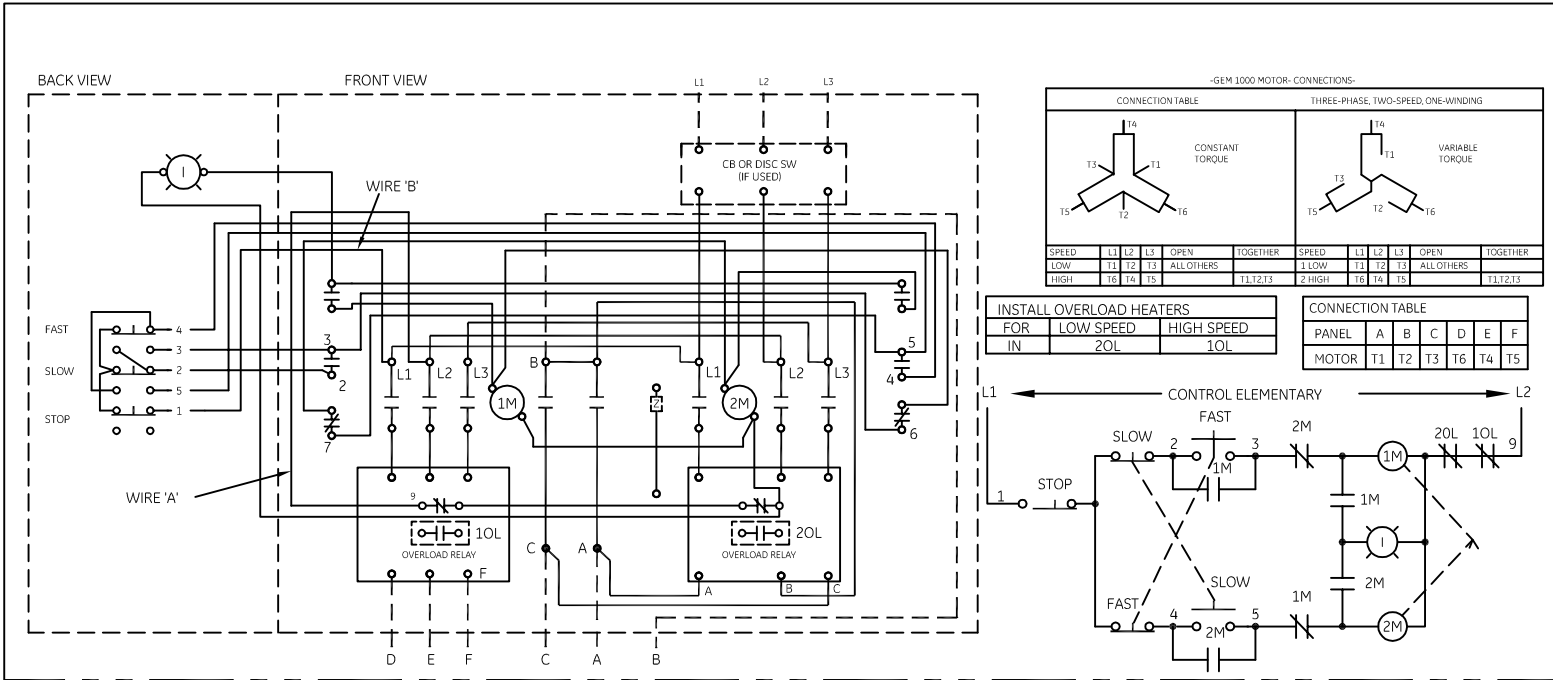 BACK VIEW
FRONT VIEW
L1 L2 L3
CB OR DISC SW
(IF USED)
I
WIRE 'B'
FAST
SLOW
STOP
4
3
2
5
1
3
2
7
L1 L2 L3
1M
B
Z
L1 L2 L3
2M
5
4
6
WIRE 'A'
9
1OL
OVERLOAD RELAY
F
C
A
2OL
OVERLOAD RELAY
A B C
D E F C A B
-GEM 1000 MOTOR- CONNECTIONS-
CONNECTION TABLE THREE-PHASE, TWO-SPEED, ONE-WINDING
T4
T3 T1
T5 T2 T6
CONSTANT
TORQUE
T4
T1
T3
T5 T2 T6
VARIABLE
TORQUE
SPEED L1 L2 L3 OPEN TOGETHER SPEED L1 L2 L3 OPEN TOGETHER
LOW T1 T2 T3 ALL OTHERS 1 LOW T1 T2 T3 ALL OTHERS
HIGH T6 T4 T5 T1,T2,T3 2 HIGH T6 T4 T5 T1,T2,T3
INSTALL OVERLOAD HEATERS
FOR LOW SPEED HIGH SPEED
IN 2OL 1OL
CONNECTION TABLE
PANEL A B C D E F
MOTOR T1 T2 T3 T6 T4 T5
L1 CONTROL ELEMENTARY L2
FAST
SLOW 2 3 2M 1M 2OL 1OL 9
1M
STOP
1
1M
I
2M
SLOW
FAST 4 5 1M 2M
2M